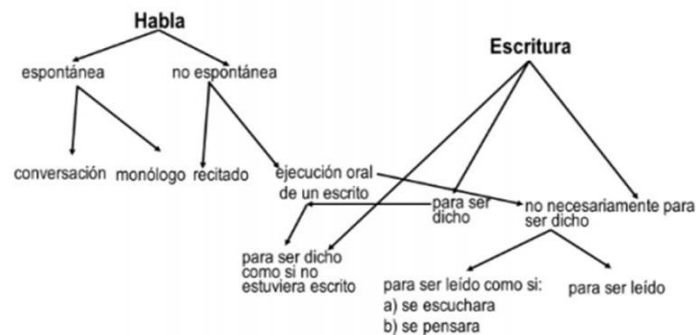 Habla
Escritura
espontánea
no espontánea
conversación
monólogo
recitado
ejecución oral
de un escrito
para ser
dicho
no necesariamente para
ser dicho
para ser dicho
como si no
estuviera escrito
para ser leído como si:
a) se escuchara
b) se pensara
para ser leído